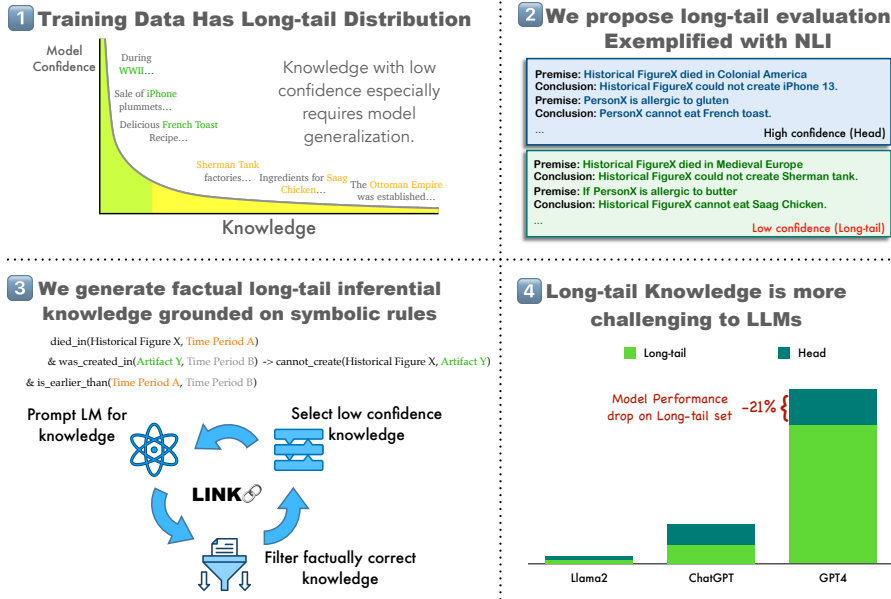 1 Training Data Has Long-tail Distribution
Model
Confidence
During
WWII...
Sale of iPhone
plummets...
Delicious French Toast
Recipe...
Knowledge with low
confidence especially
requires model
generalization.
Sherman Tank
factories...
Ingredients for Saag
Chicken...
The Ottoman Empire
was established...
Knowledge
2 We propose long-tail evaluation
Exemplified with NLI
Premise: Historical FigureX died in Colonial America
Conclusion: Historical FigureX could not create iPhone 13.
Premise: PersonX is allergic to gluten
Conclusion: PersonX cannot eat French toast.
...
High confidence (Head)
Premise: Historical FigureX died in Medieval Europe
Conclusion: Historical FigureX could not create Sherman tank.
Premise: If PersonX is allergic to butter
Conclusion: Historical FigureX cannot eat Saag Chicken.
...
Low confidence (Long-tail)
3 We generate factual long-tail inferential
knowledge grounded on symbolic rules
died_in(Historical Figure X, Time Period A)
& was_created_in(Artifact Y, Time Period B) -> cannot_create(Historical Figure X, Artifact Y)
& is_earlier_than(Time Period A, Time Period B)
Prompt LM for
knowledge
Select low confidence
knowledge
LINK
Filter factually correct
knowledge
4 Long-tail Knowledge is more
challenging to LLMs
Long-tail
Head
Model Performance
drop on Long-tail set
-21% {
Llama2
ChatGPT
GPT4